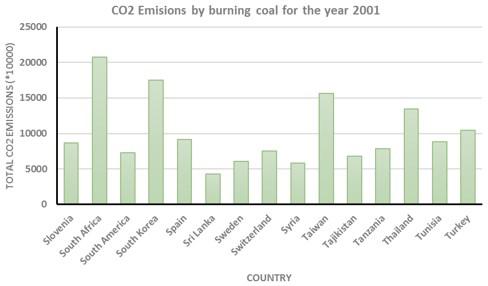 CO2 Emisions by burning coal for the year 2001
TOTAL CO2 EMISSIONS (*10000)
25000
20000
15000
10000
5000
0
Slovenia
South Africa
South America
South Korea
Spain
Sri Lanka
Sweden
Switzerland
Syria
Taiwan
Tajikistan
Tanzania
Thailand
Tunisia
Turkey
COUNTRY